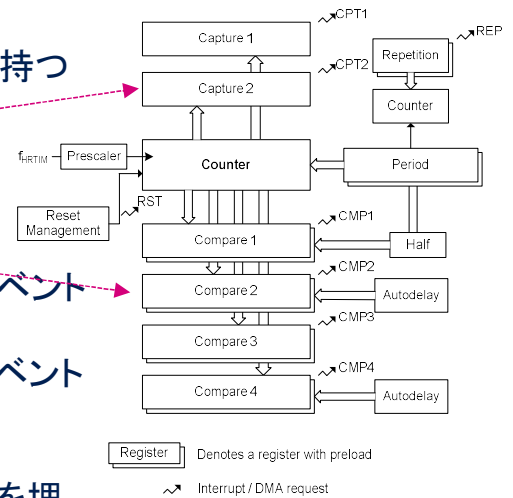 持つ
ベント
ベント
を押
Capture 1
CPT1
Capture 2
CPT2
Repetition
REP
Counter
fHRTIM
Prescaler
Counter
Period
Reset
Management
RST
Compare 1
CMP1
Half
Compare 2
CMP2
Autodelay
Compare 3
CMP3
Compare 4
CMP4
Autodelay
Register
Denotes a register with preload
Interrupt / DMA request